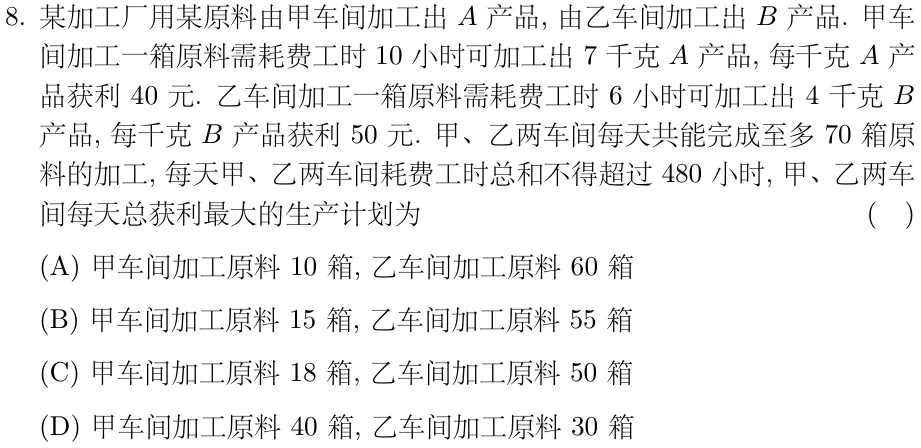 8. 某加工厂用某原料由甲车间加工出 A 产品, 由乙车间加工出 B 产品. 甲车
间加工一箱原料需耗费工时 10 小时可加工出 7 千克 A 产品, 每千克 A 产
品获利 40 元. 乙车间加工一箱原料需耗费工时 6 小时可加工出 4 千克 B
产品, 每千克 B 产品获利 50 元. 甲、乙两车间每天共能完成至多 70 箱原
料的加工, 每天甲、乙两车间耗费工时总和不得超过 480 小时, 甲、乙两车
间每天总获利最大的生产计划为 ( )
(A) 甲车间加工原料 10 箱, 乙车间加工原料 60 箱
(B) 甲车间加工原料 15 箱, 乙车间加工原料 55 箱
(C) 甲车间加工原料 18 箱, 乙车间加工原料 50 箱
(D) 甲车间加工原料 40 箱, 乙车间加工原料 30 箱